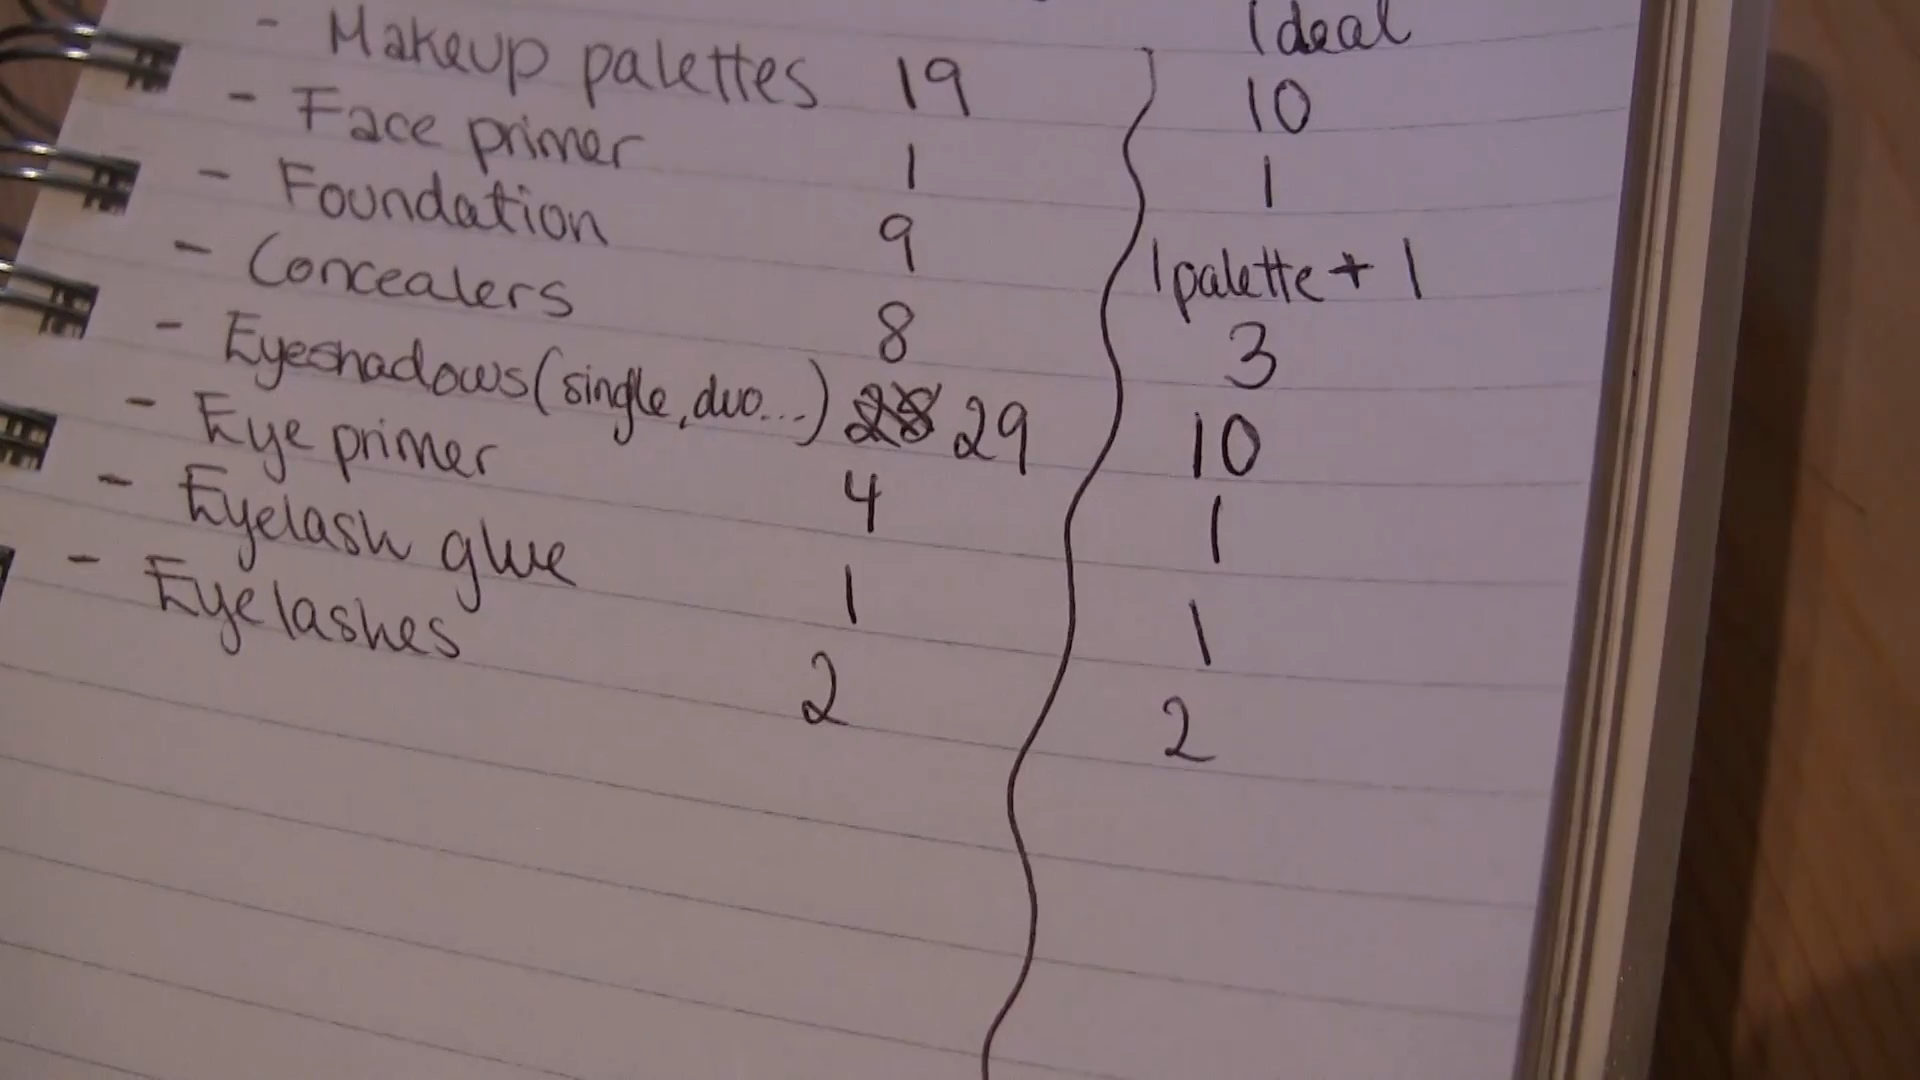 Ideal
- Makeup palettes 19 10
- Face primer 1 1
- Foundation 9 1 palette + 1
- Concealers 8 3
- Eyeshadows (single, duo...) 28 29 10
- Eye primer 4 1
- Eyelash glue 1 1
- Eyelashes 2 2